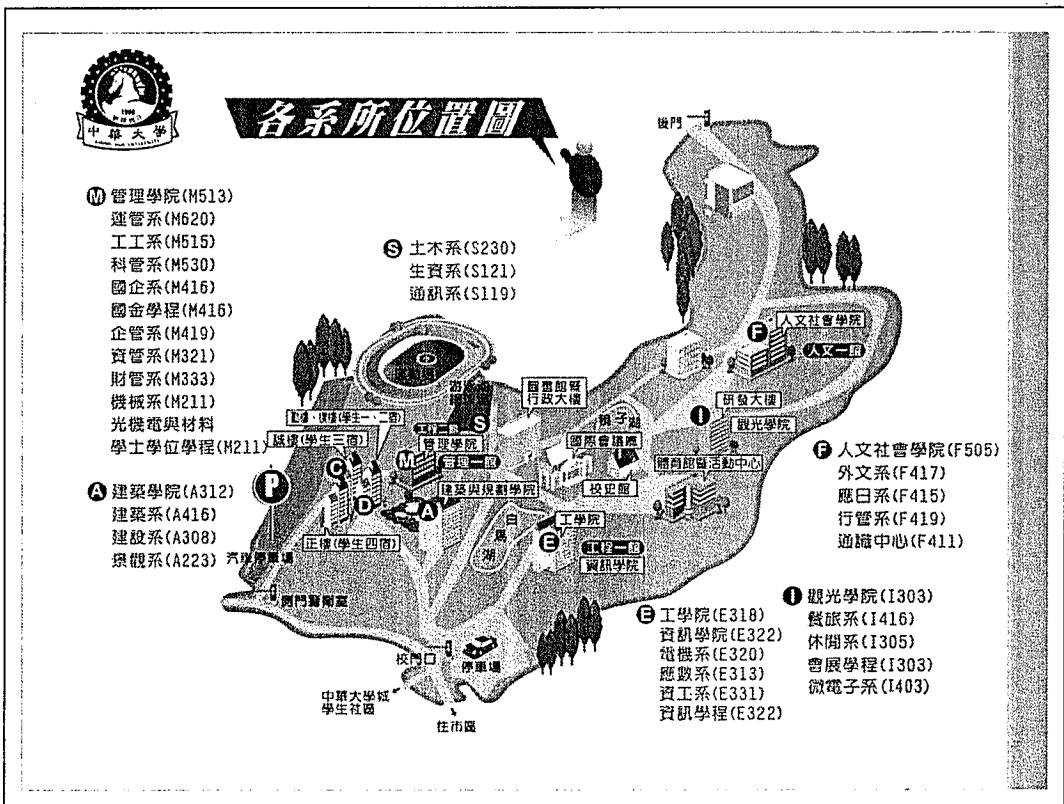 中華大學
各系所位置圖
後門
M 管理學院(M513)
運管系(M620)
工工系(M515)
科管系(M530)
國企系(M416)
國金學程(M416)
企管系(M419)
資管系(M321)
財管系(M333)
機械系(M211)
光機電與材料
學士學位學程(M211)
S 土木系(S230)
生資系(S121)
通訊系(S119)
A 建築學院(A312)
建築系(A416)
建設系(A308)
景觀系(A223)
F
人文社會學院
人文一館
運動場
圖書館暨
行政大樓
S
工程二館
I
研發大樓
觀光學院
國際會議廳
校史館
體育館暨活動中心
誠樓(學生三宿)
管理學院
M
管理一館
C
D
P
建築與規劃學院
A
正樓(學生四宿)
汽球停車場
側門警衛室
工學院
E
工程一館
資訊學院
校門口
停車場
中華大學城
學生社區
往市區
F 人文社會學院(F505)
外文系(F417)
應日系(F415)
行管系(F419)
通識中心(F411)
E 工學院(E318)
資訊學院(E322)
電機系(E320)
應數系(E313)
資工系(E331)
資訊學程(E322)
I 觀光學院(I303)
餐旅系(I416)
休閒系(I305)
會展學程(I303)
微電子系(I403)